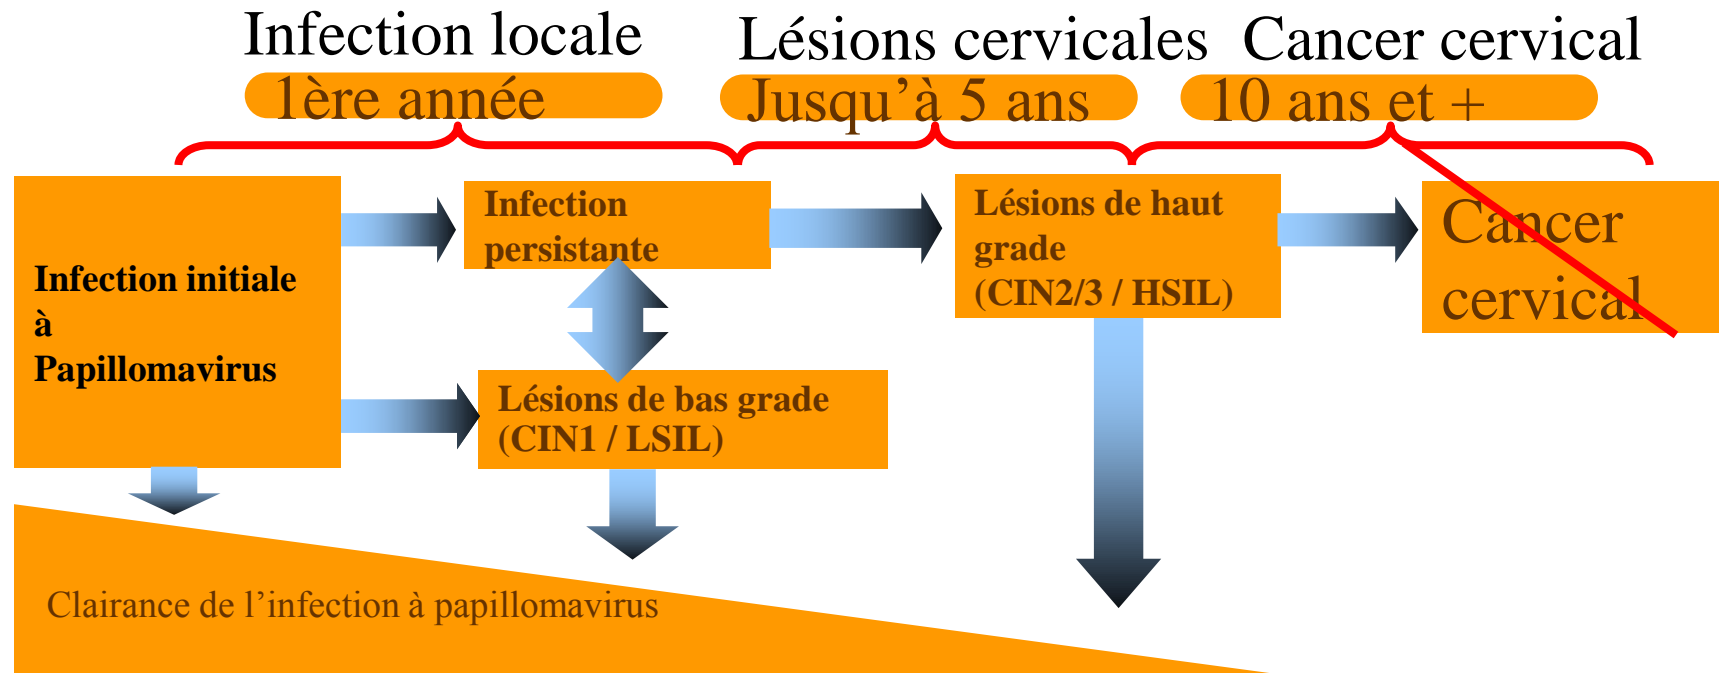 Infection locale
Lésions cervicales
Cancer cervical
1ère année
Jusqu’à 5 ans
10 ans et +
Infection initiale
à
Papillomavirus
Infection
persistante
Lésions de haut
grade
(CIN2/3 / HSIL)
Cancer
cervical
Lésions de bas grade
(CIN1 / LSIL)
Clairance de l’infection à papillomavirus